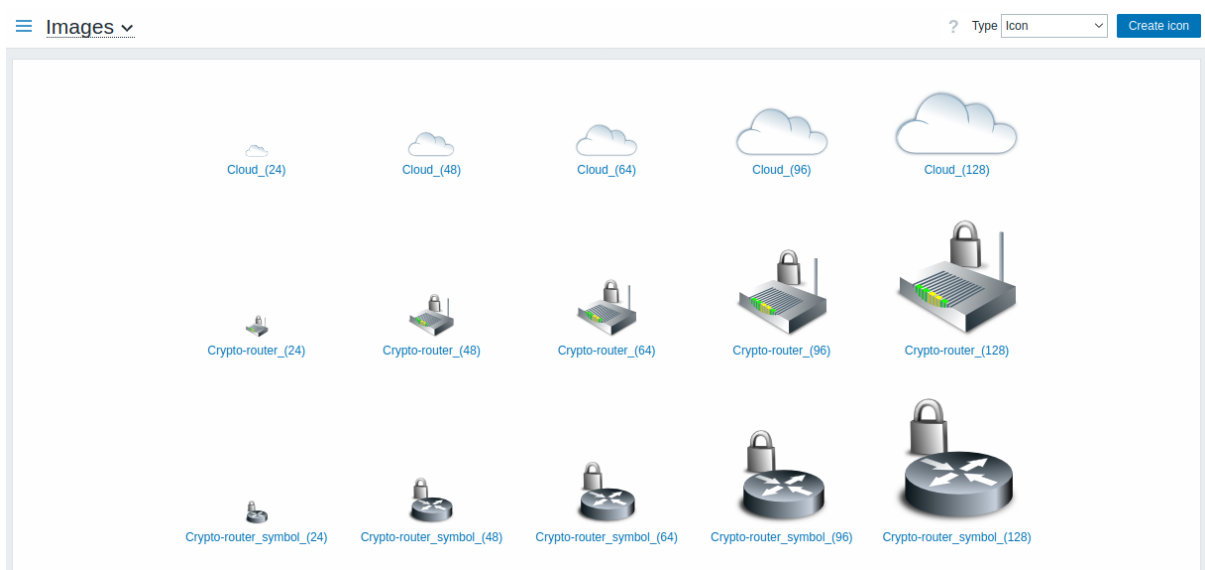 Images
? Type Icon Create icon
Cloud_(24) Cloud_(48) Cloud_(64) Cloud_(96) Cloud_(128)
Crypto-router_(24) Crypto-router_(48) Crypto-router_(64) Crypto-router_(96) Crypto-router_(128)
Crypto-router_symbol_(24) Crypto-router_symbol_(48) Crypto-router_symbol_(64) Crypto-router_symbol_(96) Crypto-router_symbol_(128)